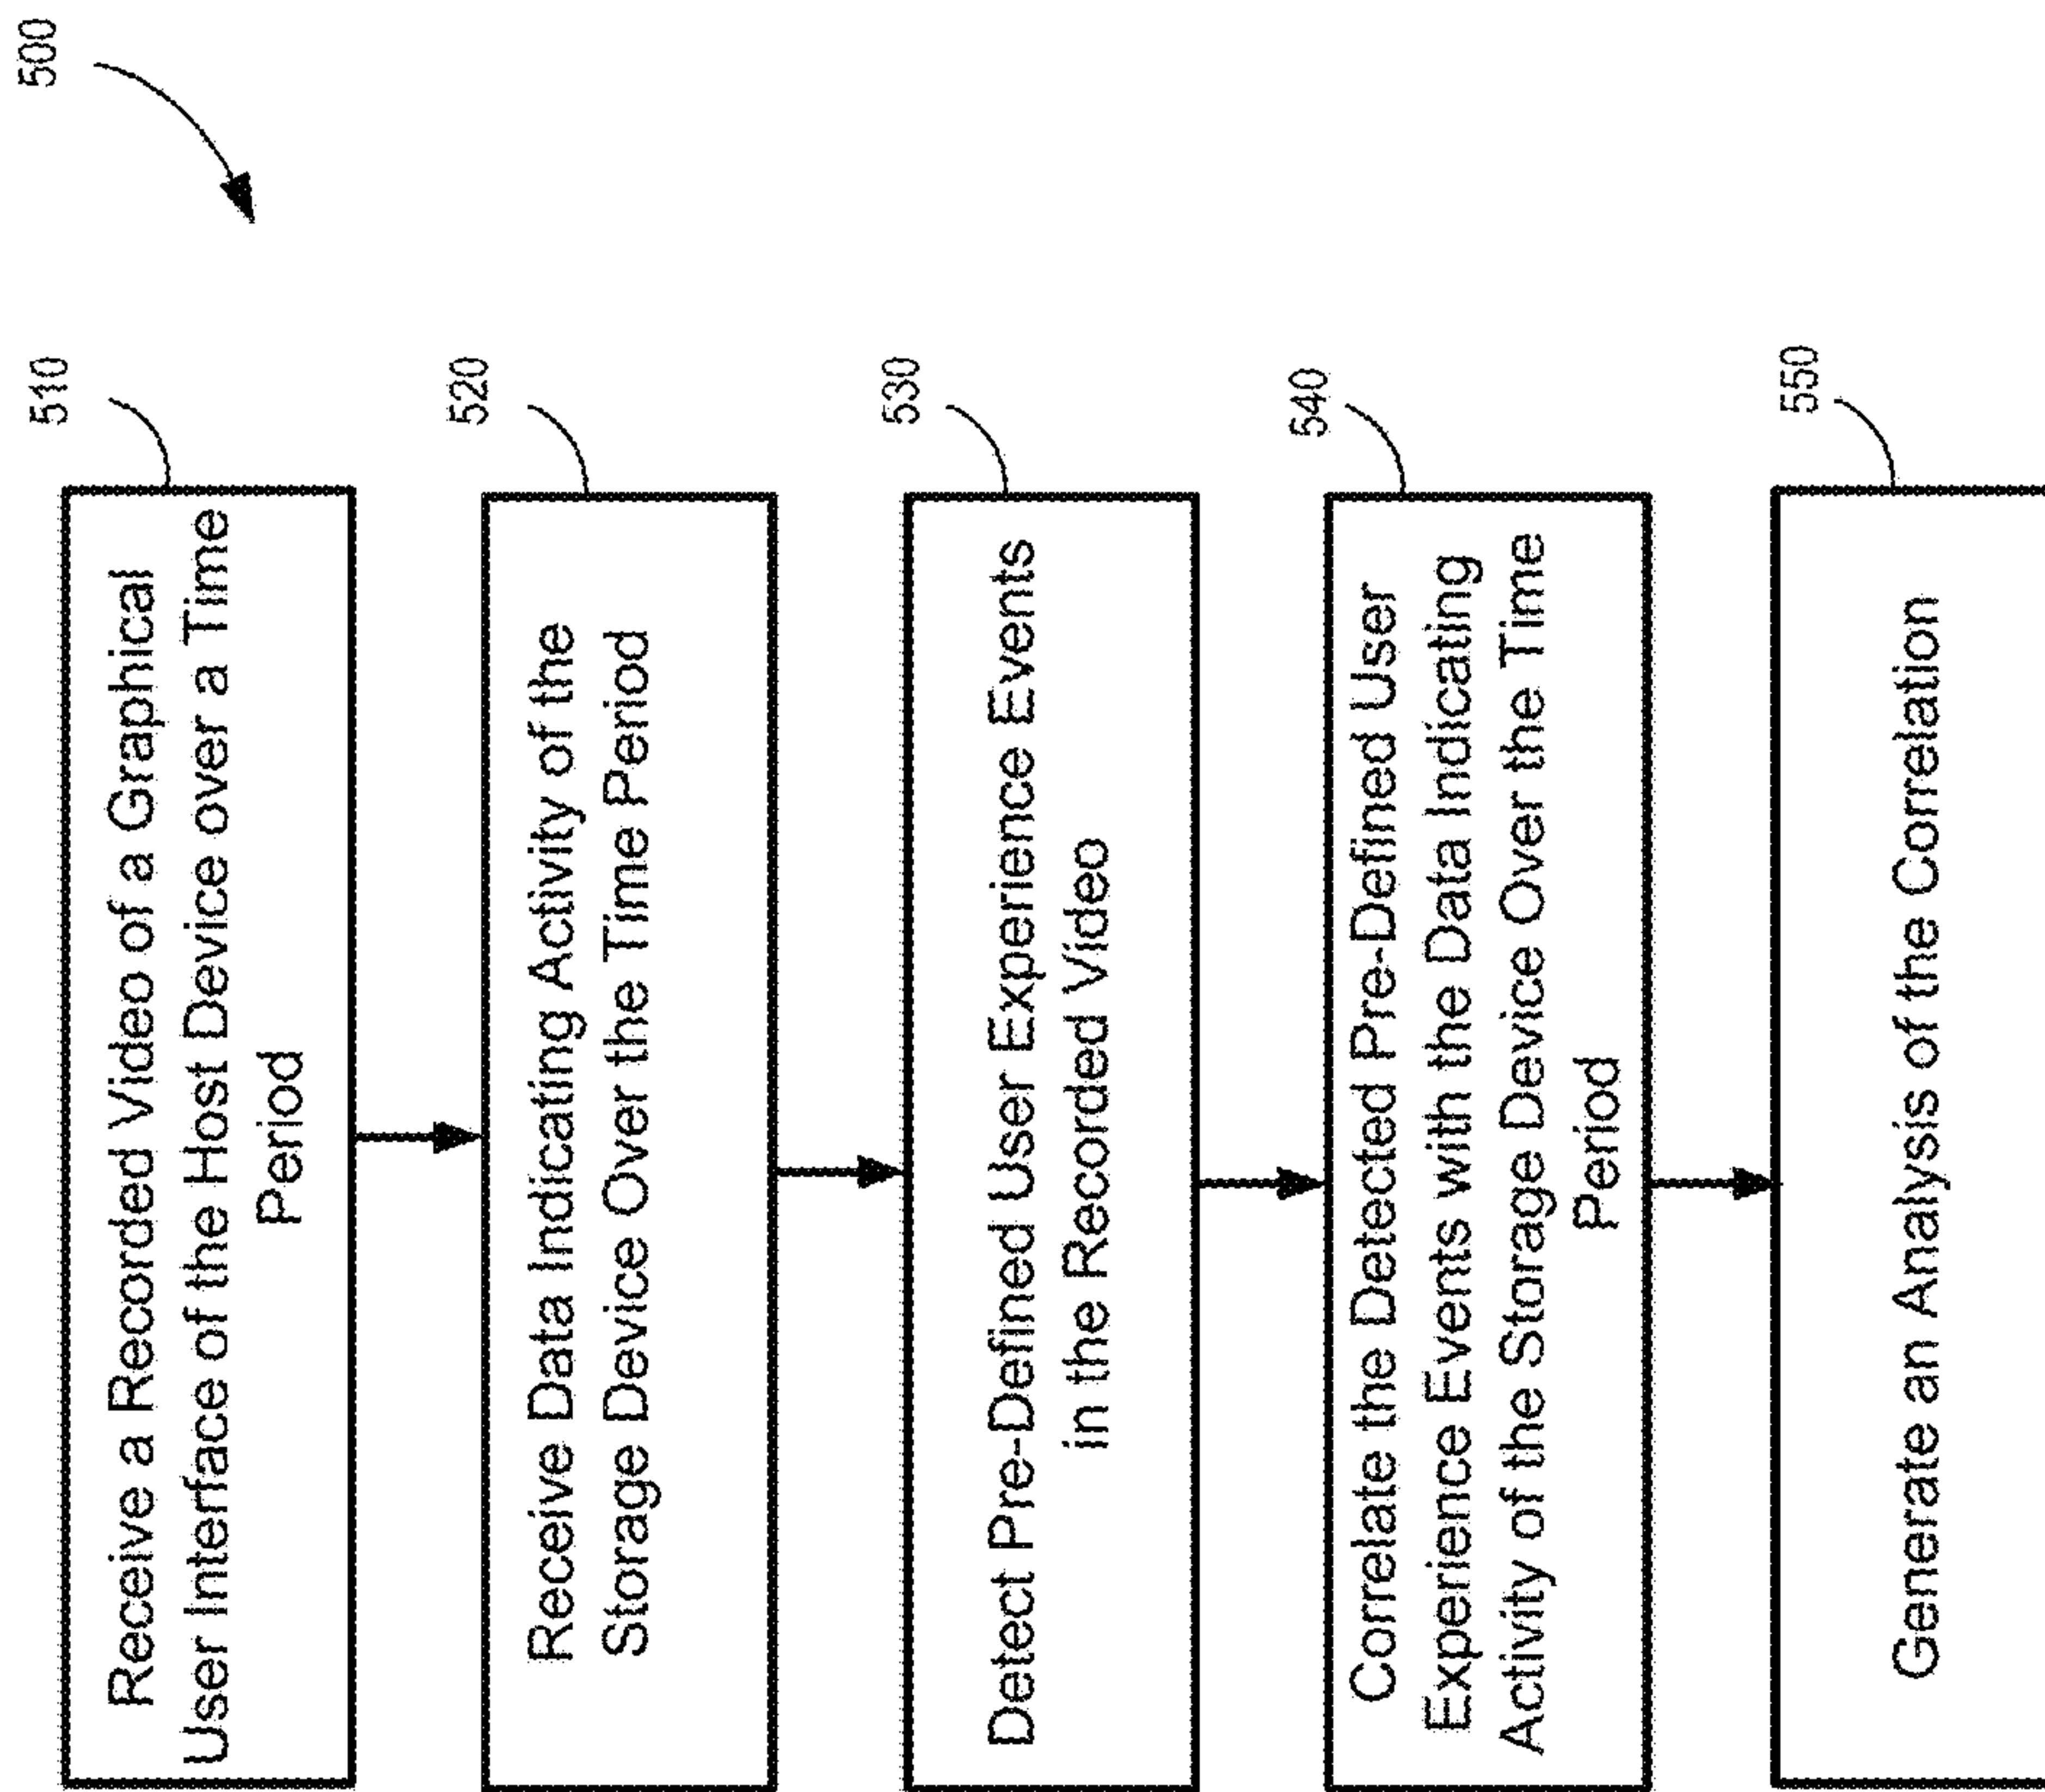 500
510
Receive a Recorded Video of a Graphical
User Interface of the Host Device over a Time
Period
520
Receive Data Indicating Activity of the
Storage Device Over the Time Period
530
Detect Pre-Defined User Experience Events
in the Recorded Video
540
Correlate the Detected Pre-Defined User
Experience Events with the Data Indicating
Activity of the Storage Device Over the Time
Period
550
Generate an Analysis of the Correlation